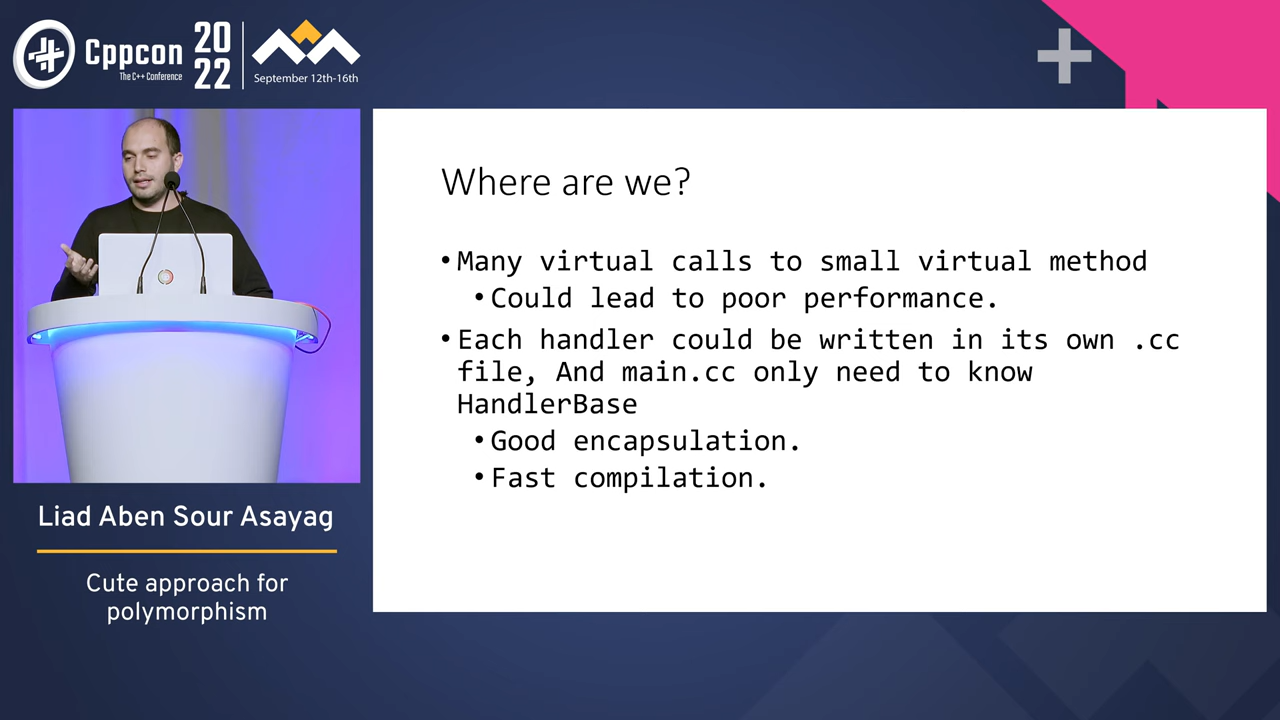 Cppcon
The C++ Conference
20
22
September 12th-16th
Where are we?
•Many virtual calls to small virtual method
•Could lead to poor performance.
•Each handler could be written in its own .cc
file, And main.cc only need to know
HandlerBase
•Good encapsulation.
•Fast compilation.
Liad Aben Sour Asayag
Cute approach for
polymorphism